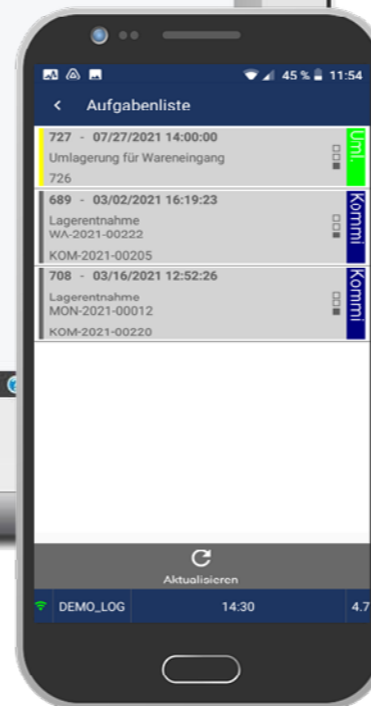 45 % 11:54
< Aufgabenliste
727 - 07/27/2021 14:00:00
Umlagerung für Wareneingang
726
Uml.
689 - 03/02/2021 16:19:23
Lagerentnahme
WA-2021-00222
KOM-2021-00205
Kommi
708 - 03/16/2021 12:52:26
Lagerentnahme
MON-2021-00012
KOM-2021-00220
Kommi
Aktualisieren
DEMO_LOG 14:30 4.7